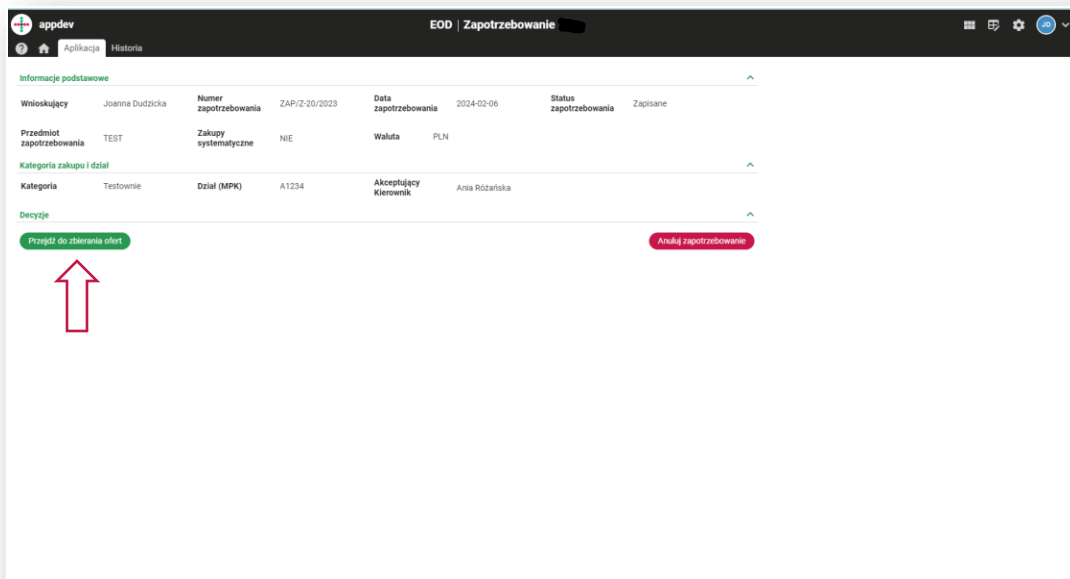 appdev
EOD | Zapotrzebowanie
JD
Aplikacja Historia
Informacje podstawowe
Wnioskujący Joanna Dudzicka Numer zapotrzebowania ZAP/Z-20/2023 Data zapotrzebowania 2024-02-06 Status zapotrzebowania Zapisane
Przedmiot zapotrzebowania TEST Zakupy systematyczne NIE Waluta PLN
Kategoria zakupu i dział
Kategoria Testownie Dział (MPK) A1234 Akceptujący Kierownik Ania Różańska
Decyzje
Przejdź do zbierania ofert Anuluj zapotrzebowanie